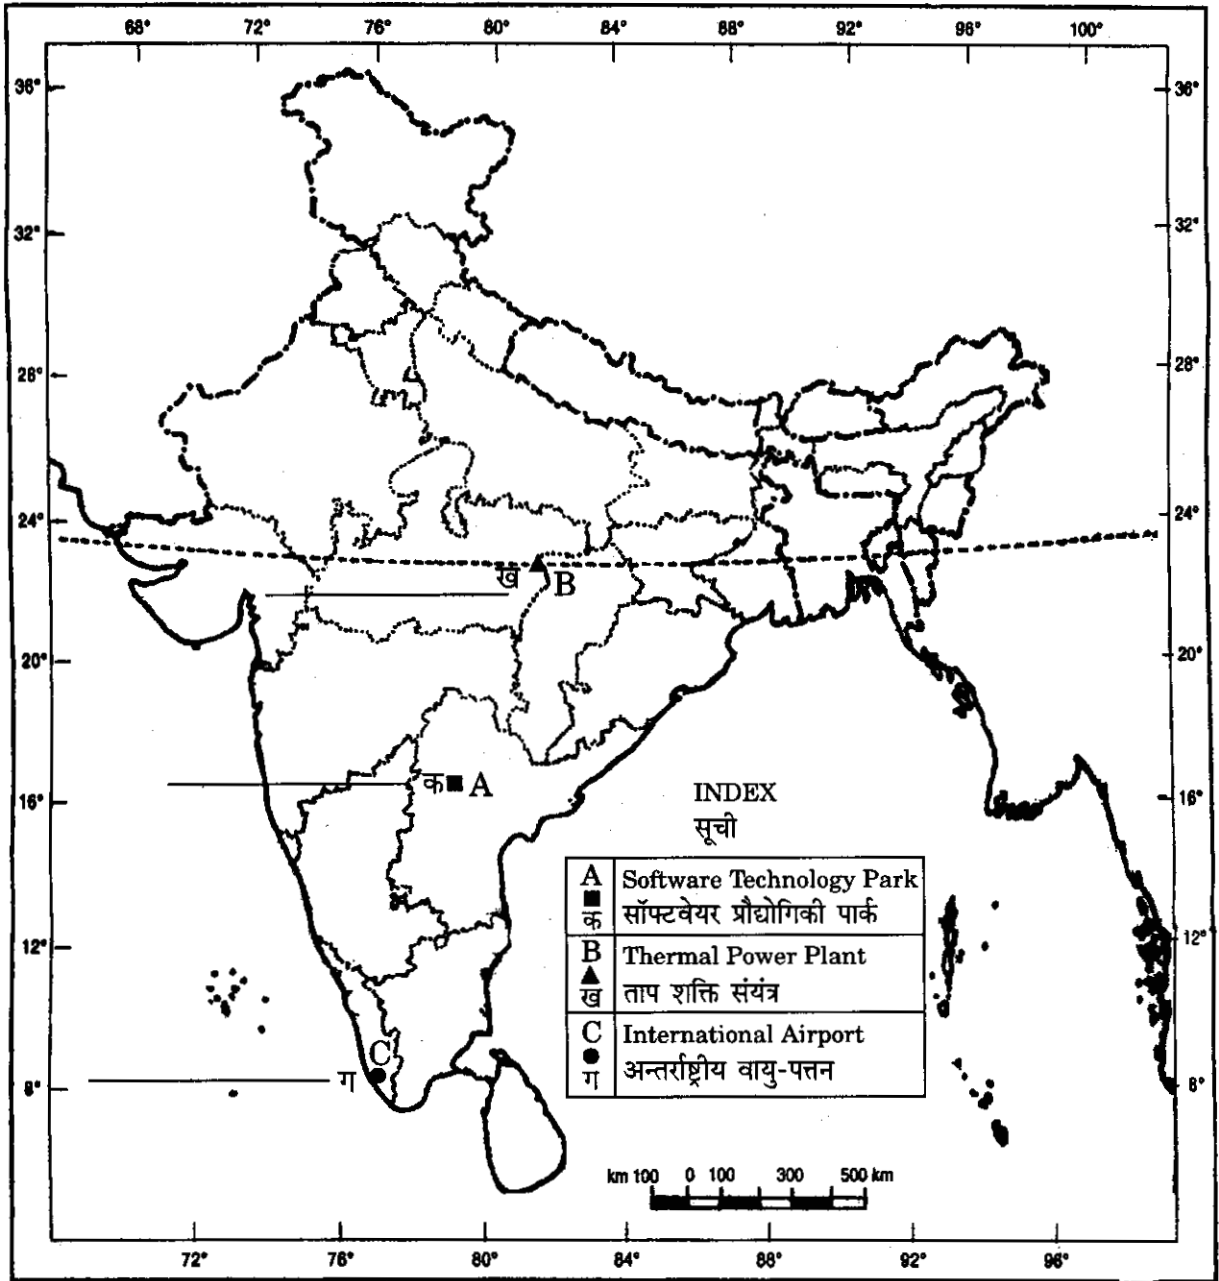 68° 72° 76° 80° 84° 88° 92° 96° 100°
36° 36°
32° 32°
28° 28°
24° 24°
ख B
20° 20°
क A
16° 16°
INDEX
सूची
A Software Technology Park
क सॉफ्टवेयर प्रौद्योगिकी पार्क
B Thermal Power Plant
ख ताप शक्ति संयंत्र
C International Airport
ग अन्तर्राष्ट्रीय वायु-पत्तन
12° 12°
C
ग
8° 8°
km 100 0 100 300 500 km
72° 76° 80° 84° 88° 92° 96°